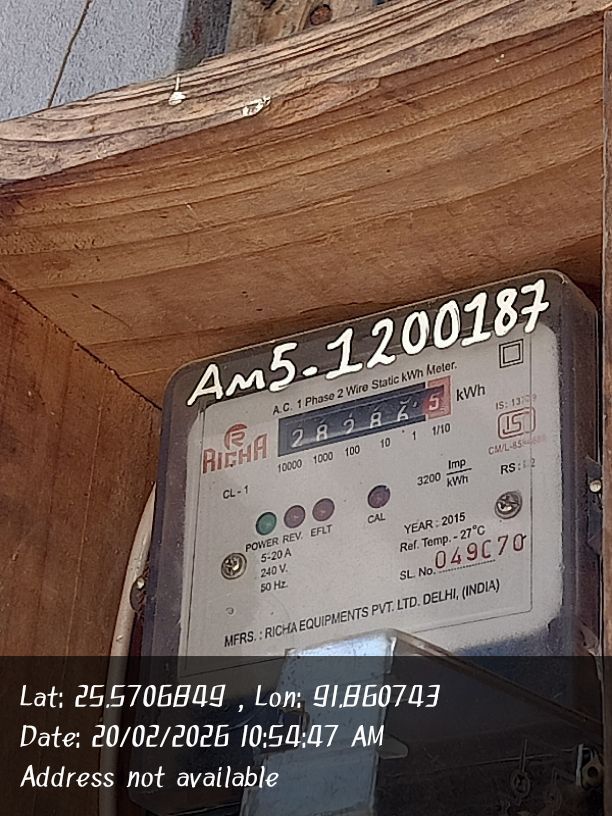 Am5-1200187
A.C. 1 Phase 2 Wire Static kWh Meter.
RICHA
kWh
10000 1000 100 10 1 1/10
CL - 1
3200 Imp/kWh
POWER REV. EFLT CAL
5-20 A
240 V.
50 Hz.
YEAR : 2015
Ref. Temp. - 27°C
SL. No. 049C70
MFRS. : RICHA EQUIPMENTS PVT. LTD. DELHI, (INDIA)
Lat: 25.5706849 , Lon: 91.860743
Date: 20/02/2026 10:54:47 AM
Address not available